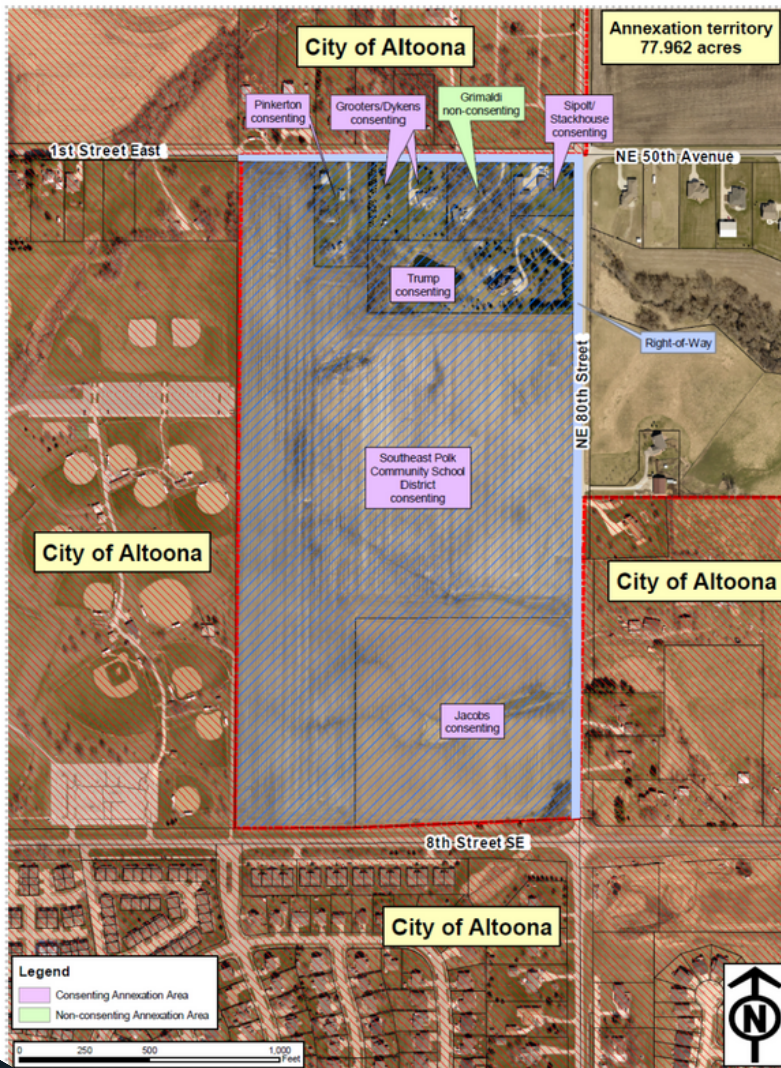 City of Altoona
Annexation territory
77.962 acres
Pinkerton
consenting
Grooters/Dykens
consenting
Grimaldi
non-consenting
Sipolt/
Stackhouse
consenting
1st Street East
NE 50th Avenue
Trump
consenting
Right-of-Way
NE 80th Street
Southeast Polk
Community School
District
consenting
City of Altoona
City of Altoona
Jacobs
consenting
8th Street SE
City of Altoona
Legend
Consenting Annexation Area
Non-consenting Annexation Area
0 250 500 1,000
Feet
N